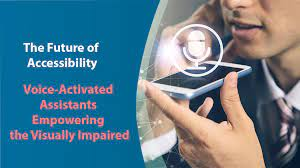 The Future of
Accessibility
Voice-Activated
Assistants
Empowering
the Visually Impaired